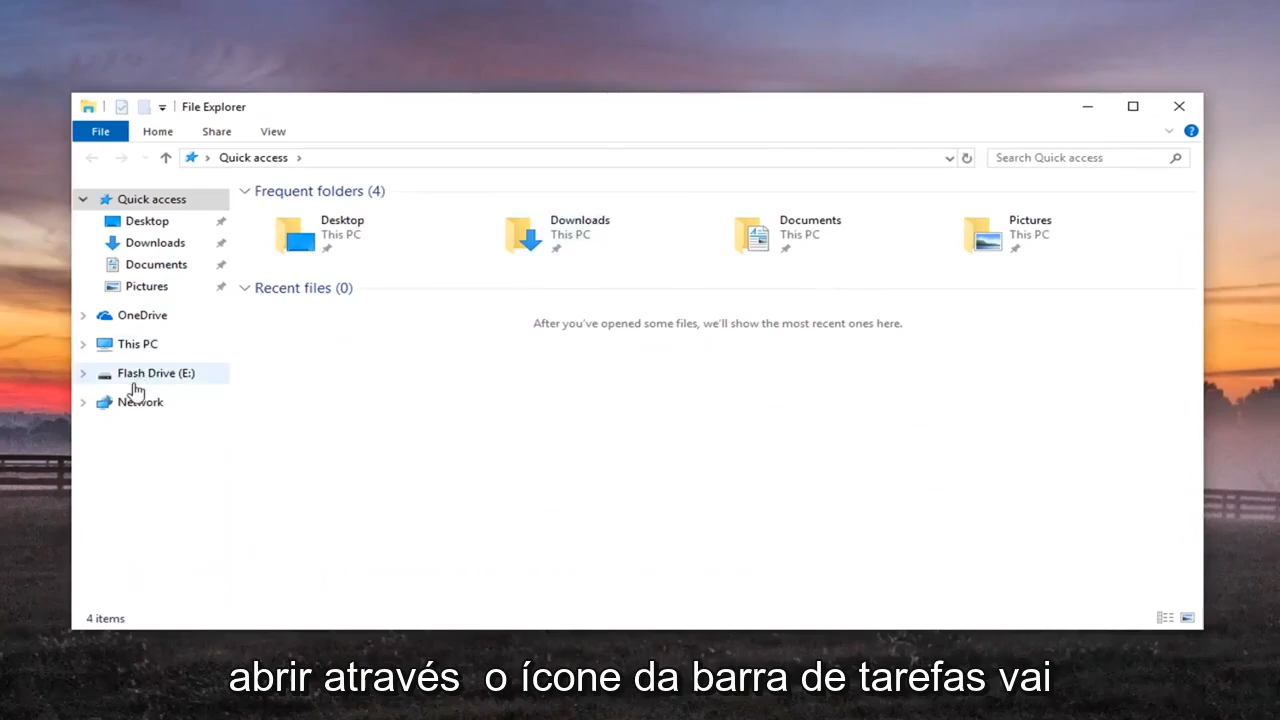 File Explorer
File Home Share View
Quick access
Search Quick access
Quick access
Desktop
Downloads
Documents
Pictures
OneDrive
This PC
Flash Drive (E:)
Network
Frequent folders (4)
Desktop
This PC
Downloads
This PC
Documents
This PC
Pictures
This PC
Recent files (0)
After you've opened some files, we'll show the most recent ones here.
4 items
abrir através o ícone da barra de tarefas vai